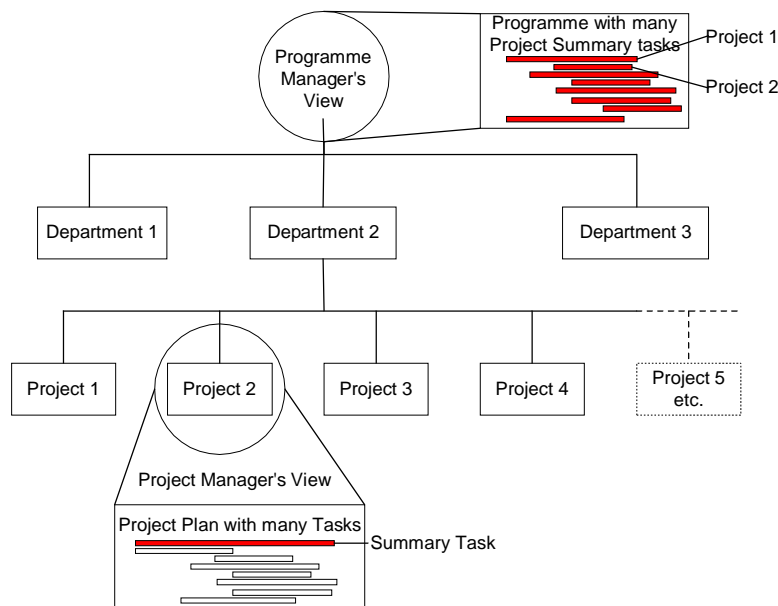 Programme
Manager's
View
Programme with many
Project Summary tasks
Project 1
Project 2
Department 1
Department 2
Department 3
Project 1
Project 2
Project 3
Project 4
Project 5
etc.
Project Manager's View
Project Plan with many Tasks
Summary Task